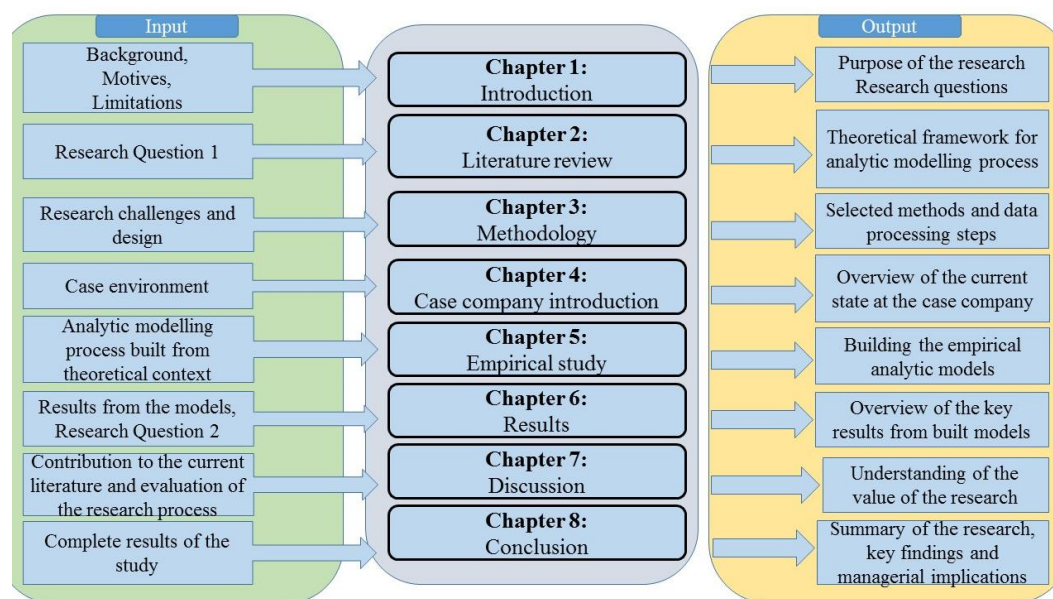 Input
Output
Background,
Motives,
Limitations
Chapter 1:
Introduction
Purpose of the research
Research questions
Research Question 1
Chapter 2:
Literature review
Theoretical framework for
analytic modelling process
Research challenges and
design
Chapter 3:
Methodology
Selected methods and data
processing steps
Case environment
Chapter 4:
Case company introduction
Overview of the current
state at the case company
Analytic modelling
process built from
theoretical context
Chapter 5:
Empirical study
Building the empirical
analytic models
Results from the models,
Research Question 2
Chapter 6:
Results
Overview of the key
results from built models
Contribution to the current
literature and evaluation of
the research process
Chapter 7:
Discussion
Understanding of the
value of the research
Complete results of the
study
Chapter 8:
Conclusion
Summary of the research,
key findings and
managerial implications